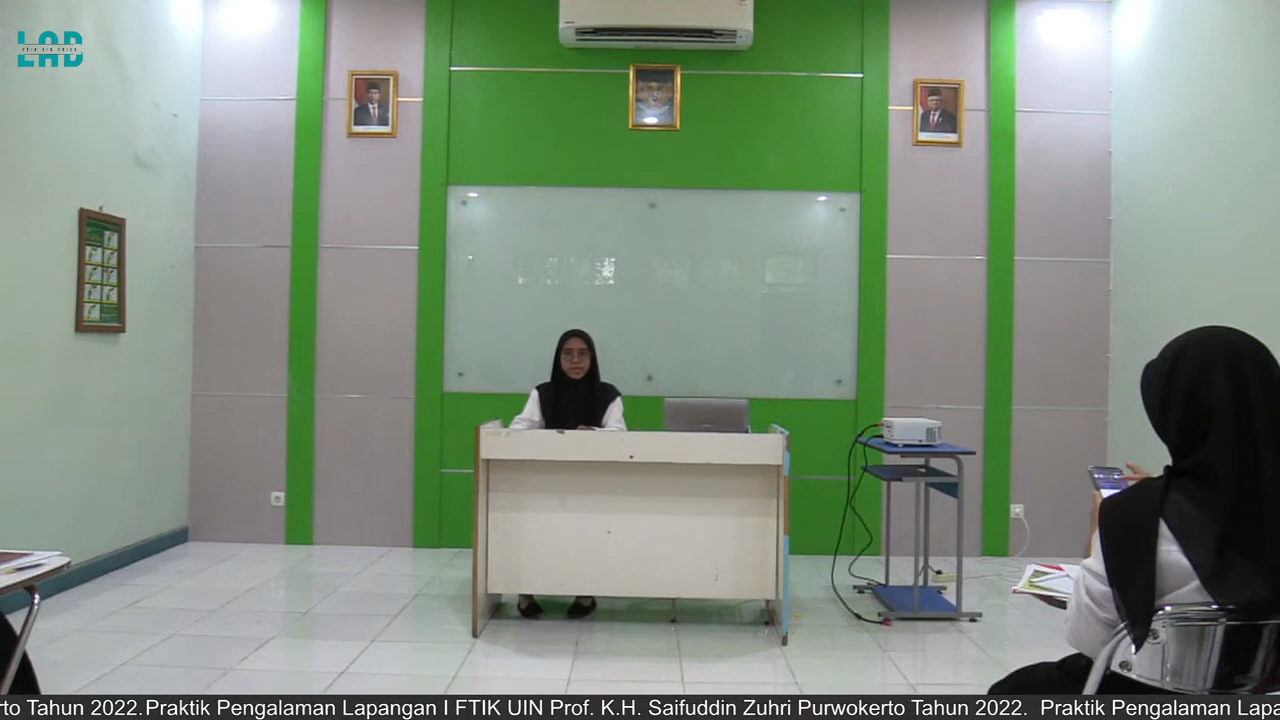 LAB
rto Tahun 2022. Praktik Pengalaman Lapangan I FTIK UIN Prof. K.H. Saifuddin Zuhri Purwokerto Tahun 2022. Praktik Pengalaman Lapa